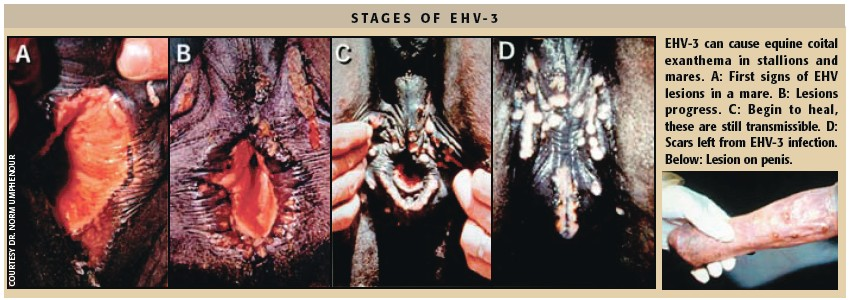 STAGES OF EHV-3
A
B
C
D
COURTESY DR. NORM UMPHENOUR
EHV-3 can cause equine coital
exanthema in stallions and
mares. A: First signs of EHV
lesions in a mare. B: Lesions
progress. C: Begin to heal,
these are still transmissible. D:
Scars left from EHV-3 infection.
Below: Lesion on penis.